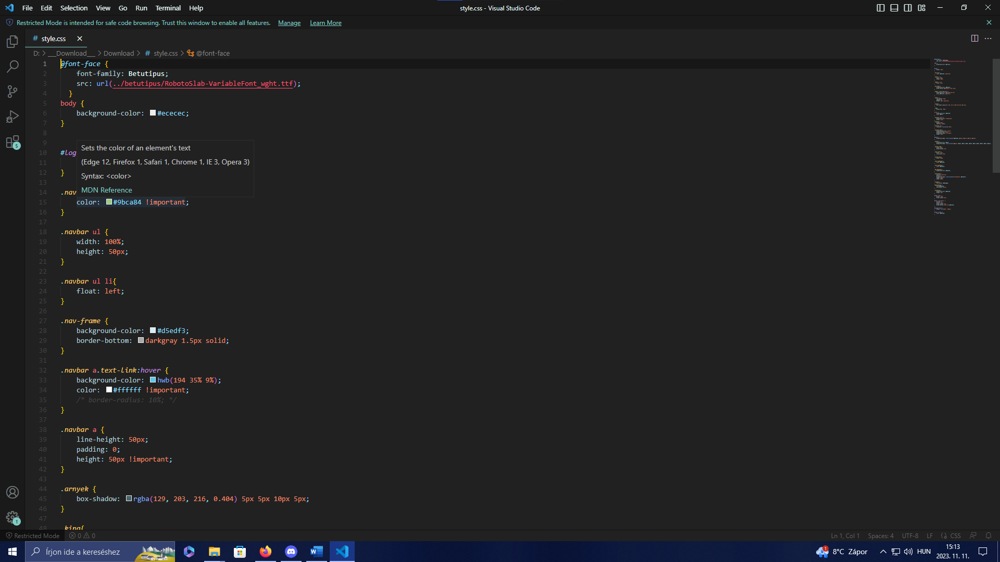 File Edit Selection View Go Run Terminal Help
style.css - Visual Studio Code
Restricted Mode is intended for safe code browsing. Trust this window to enable all features. Manage Learn More
# style.css
D: > __Download__ > Download > # style.css > @font-face
1 @font-face {
2 font-family: Betutipus;
3 src: url(../betutipus/RobotoSlab-VariableFont_wght.ttf);
4 }
5 body {
6 background-color: #ececec;
7 }
8
9
Sets the color of an element's text
10 #log
(Edge 12, Firefox 1, Safari 1, Chrome 1, IE 3, Opera 3)
11
12 }
Syntax: <color>
13
MDN Reference
14 .nav
15 color: #9bca84 !important;
16 }
17
18 .navbar ul {
19 width: 100%;
20 height: 50px;
21 }
22
23 .navbar ul li{
24 float: left;
25 }
26
27 .nav-frame {
28 background-color: #d5edf3;
29 border-bottom: darkgray 1.5px solid;
30 }
31
32 .navbar a.text-link:hover {
33 background-color: hwb(194 35% 9%);
34 color: #ffffff !important;
35 /* border-radius: 10%; */
36 }
37
38 .navbar a {
39 line-height: 50px;
40 padding: 0;
41 height: 50px !important;
42 }
43
44 .arnyek {
45 box-shadow: rgba(129, 203, 216, 0.404) 5px 5px 10px 5px;
46 }
47
48 .king{
5
1
Restricted Mode 0 0
Ln 1, Col 1 Spaces: 4 UTF-8 LF CSS
Írjon ide a kereséshez
1 8°C Zápor HUN 15:13
2023. 11. 11.